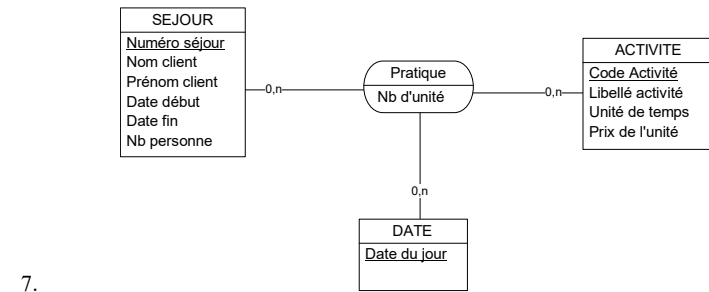 SEJOUR
Numéro séjour
Nom client
Prénom client
Date début
Date fin
Nb personne
0,n
Pratique
Nb d'unité
0,n
ACTIVITE
Code Activité
Libellé activité
Unité de temps
Prix de l'unité
0,n
DATE
Date du jour
7.